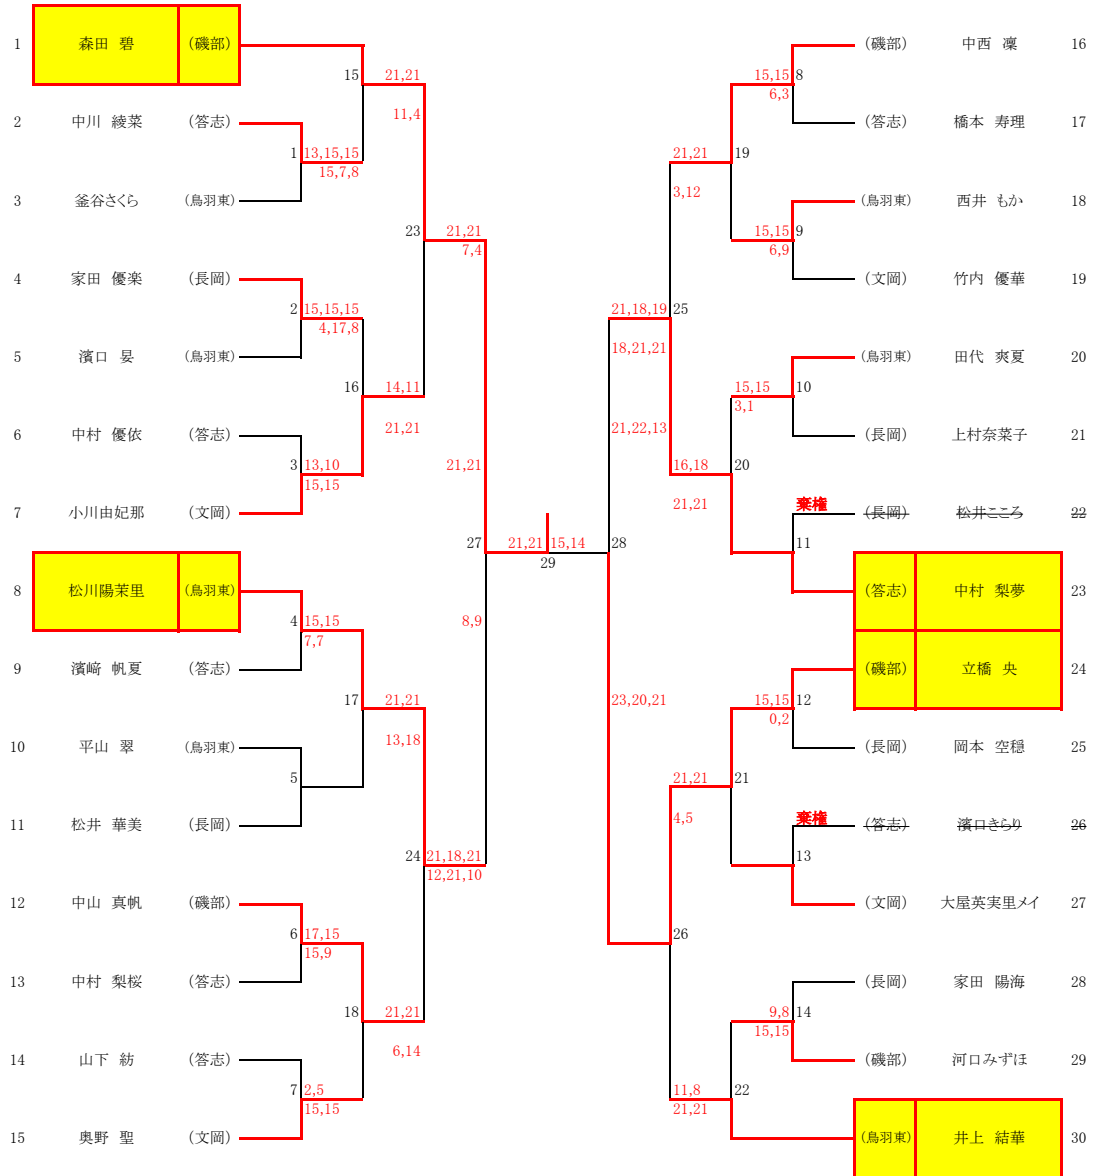 1 森田 碧 (磯部)
2 中川 綾菜 (答志)
3 釜谷さくら (鳥羽東)
4 家田 優楽 (長岡)
5 濱口 晏 (鳥羽東)
6 中村 優依 (答志)
7 小川由妃那 (文岡)
8 松川陽茉里 (鳥羽東)
9 濱﨑 帆夏 (答志)
10 平山 翠 (鳥羽東)
11 松井 華美 (長岡)
12 中山 真帆 (磯部)
13 中村 梨桜 (答志)
14 山下 紡 (答志)
15 奥野 聖 (文岡)
1 13,15,15
15,7,8
2 15,15,15
4,17,8
3 13,10
15,15
4 15,15
7,7
5
6 17,15
15,9
7 2,5
15,15
15 21,21
11,4
16 14,11
21,21
17 21,21
13,18
18 21,21
6,14
23 21,21
7,4
24 21,18,21
12,21,10
21,21
27
8,9
21,21 15,14
29
28
21,18,19 25
18,21,21
21,22,13
23,20,21
26
21,21 19
3,12
16,18 20
21,21
21,21 21
4,5
11,8 22
21,21
15,15 8
6,3
15,15 9
6,9
15,15 10
3,1
棄権
11
15,15 12
0,2
棄権
13
9,8 14
15,15
(磯部) 中西 凜 16
(答志) 橋本 寿理 17
(鳥羽東) 西井 もか 18
(文岡) 竹内 優華 19
(鳥羽東) 田代 爽夏 20
(長岡) 上村奈菜子 21
(長岡) 松井こころ 22
(答志) 中村 梨夢 23
(磯部) 立橋 央 24
(長岡) 岡本 空穏 25
(答志) 濱口きらり 26
(文岡) 大屋英実里メイ 27
(長岡) 家田 陽海 28
(磯部) 河口みずほ 29
(鳥羽東) 井上 結華 30